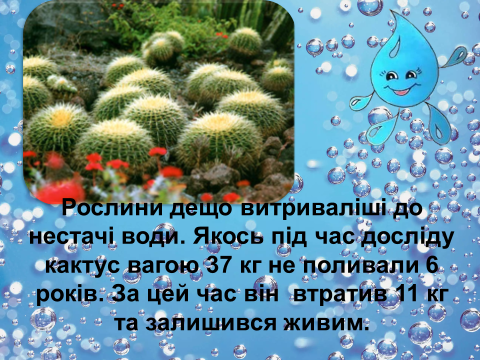 Рослини дещо витриваліші до
нестачі води. Якось під час досліду
кактус вагою 37 кг не поливали 6
років. За цей час він  втратив 11 кг
та залишився живим.